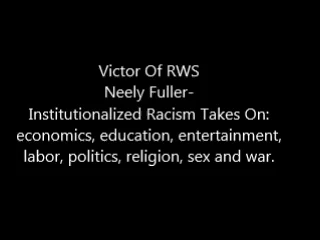 Victor Of RWS
Neely Fuller-
Institutionalized Racism Takes On:
economics, education, entertainment,
labor, politics, religion, sex and war.